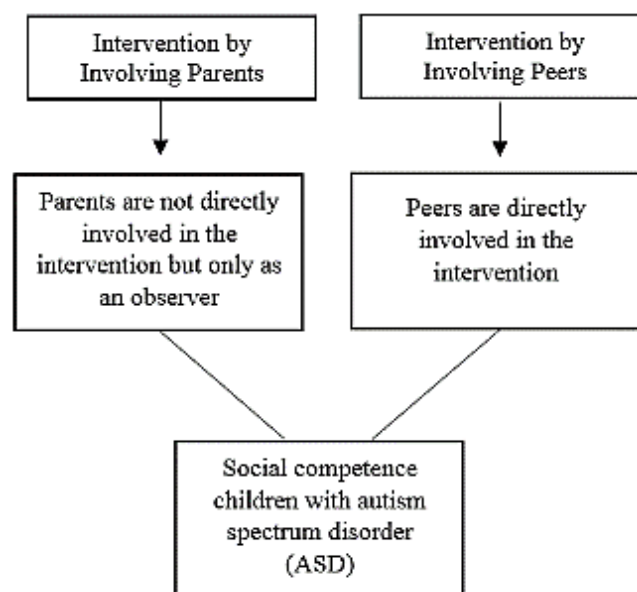 Intervention by
Involving Parents
Intervention by
Involving Peers
Parents are not directly
involved in the
intervention but only as
an observer
Peers are directly
involved in the
intervention
Social competence
children with autism
spectrum disorder
(ASD)